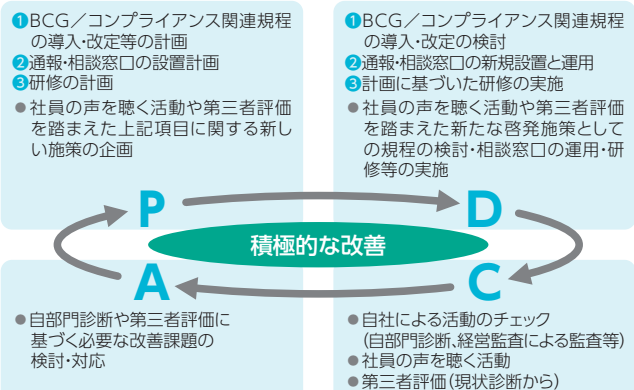 ❶BCG／コンプライアンス関連規程
の導入・改定等の計画
❷通報・相談窓口の設置計画
❸研修の計画
●社員の声を聴く活動や第三者評価
を踏まえた上記項目に関する新し
い施策の企画
❶BCG／コンプライアンス関連規程
の導入・改定の検討
❷通報・相談窓口の新規設置と運用
❸計画に基づいた研修の実施
●社員の声を聴く活動や第三者評価
を踏まえた新たな啓発施策として
の規程の検討・相談窓口の運用・研
修等の実施
P
D
積極的な改善
A
C
●自部門診断や第三者評価に
基づく必要な改善課題の
検討・対応
●自社による活動のチェック
(自部門診断、経営監査による監査等)
●社員の声を聴く活動
●第三者評価(現状診断から)